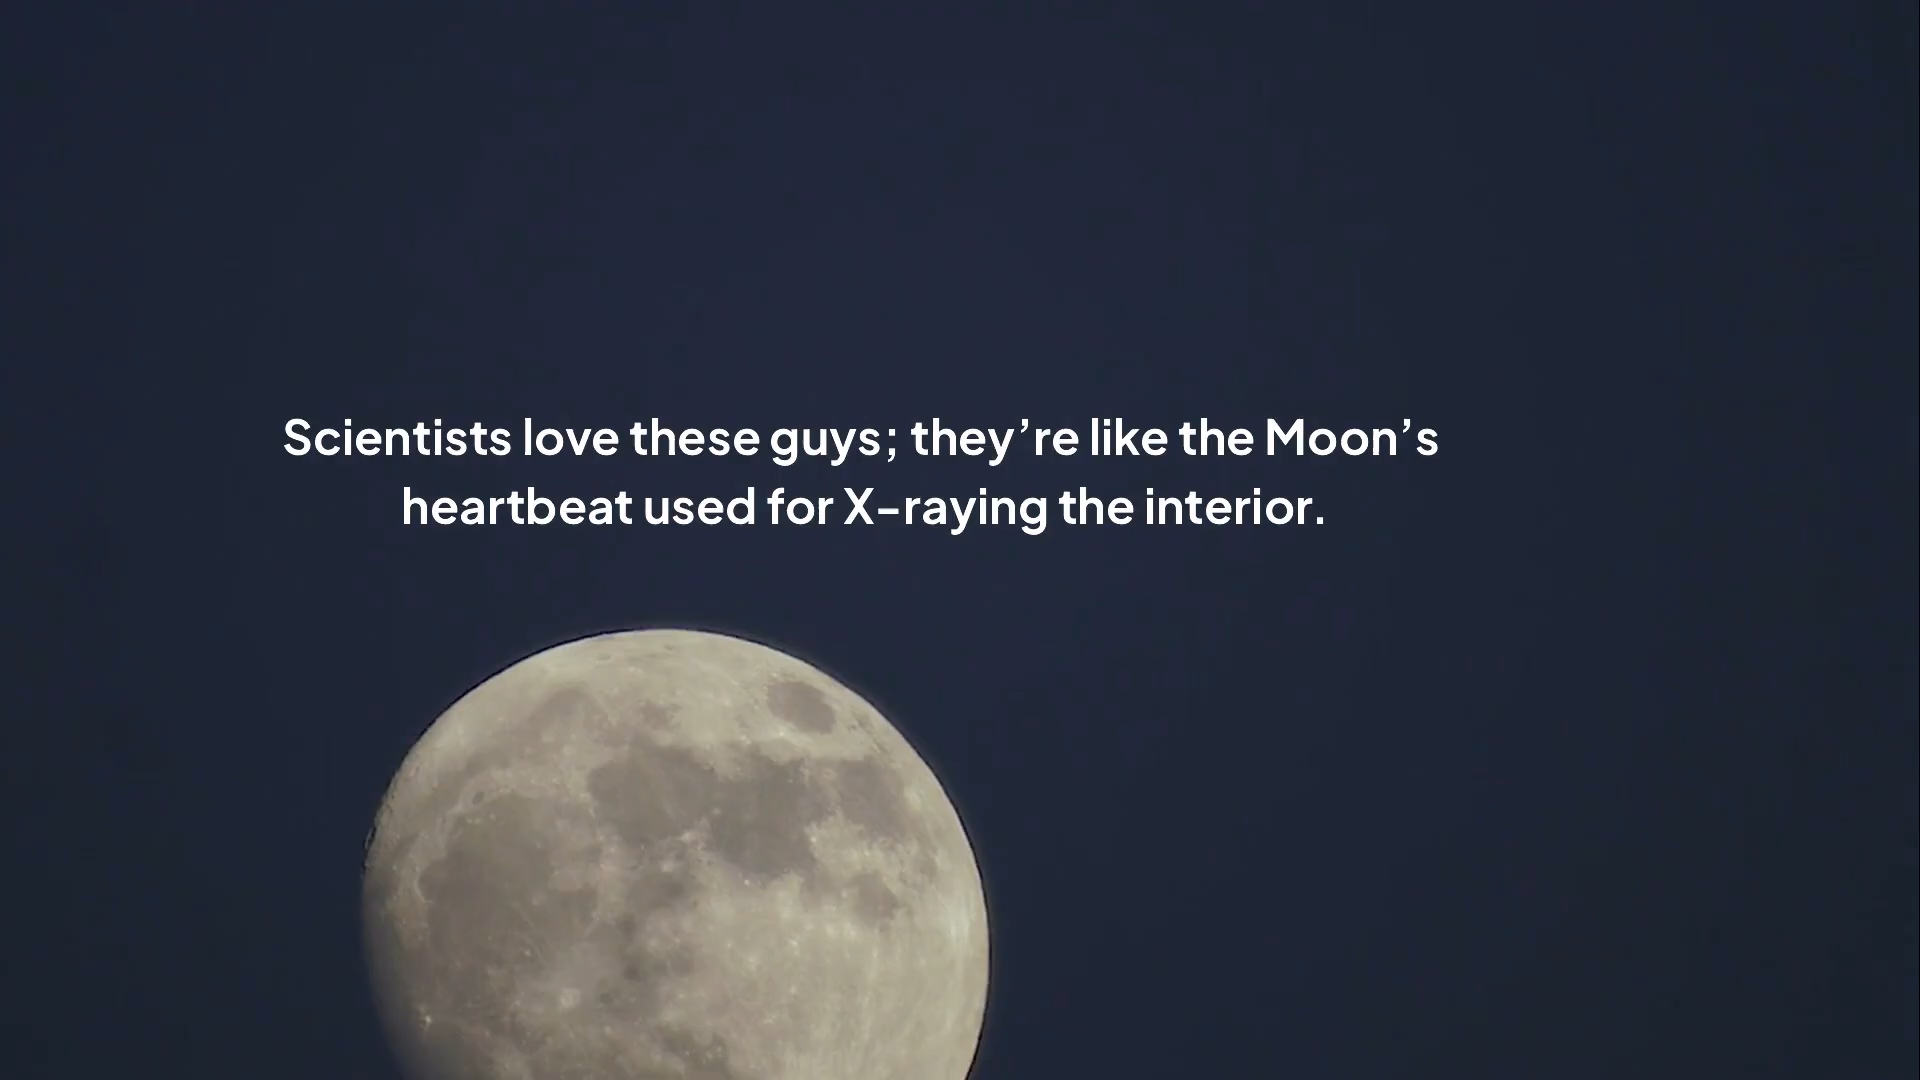 Scientists love these guys; they’re like the Moon’s
heartbeat used for X-raying the interior.